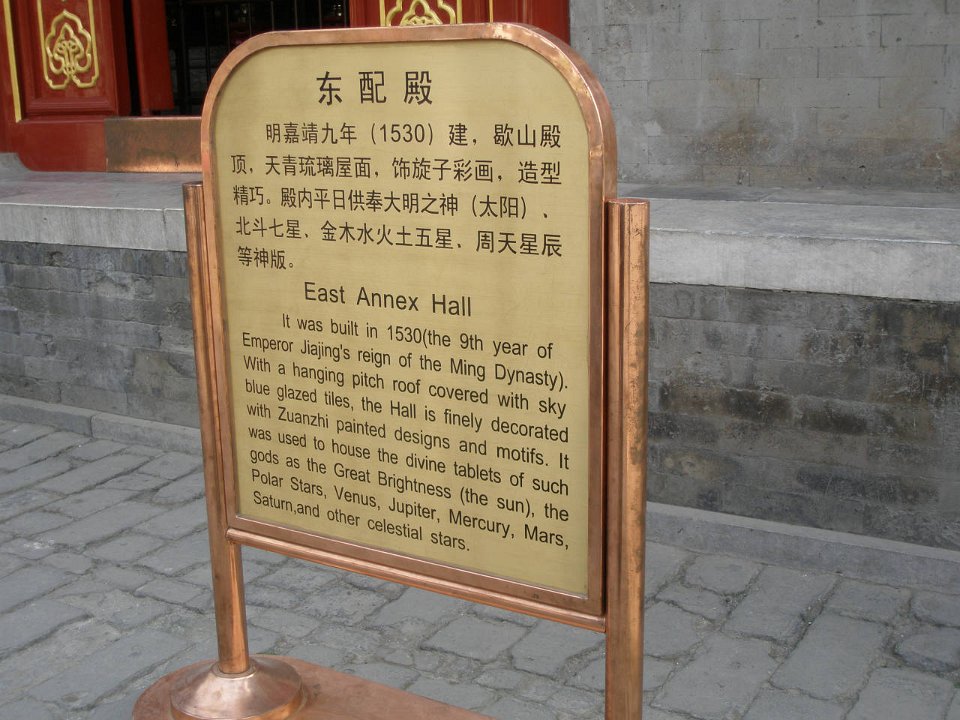 东配殿
明嘉靖九年（1530）建，歇山殿
顶，天青琉璃屋面，饰旋子彩画，造型
精巧。殿内平日供奉大明之神（太阳）、
北斗七星、金木水火土五星、周天星辰
等神版。
East Annex Hall
It was built in 1530(the 9th year of
Emperor Jiajing's reign of the Ming Dynasty).
With a hanging pitch roof covered with sky
blue glazed tiles, the Hall is finely decorated
with Zuanzhi painted designs and motifs. It
was used to house the divine tablets of such
gods as the Great Brightness (the sun), the
Polar Stars, Venus, Jupiter, Mercury, Mars,
Saturn,and other celestial stars.